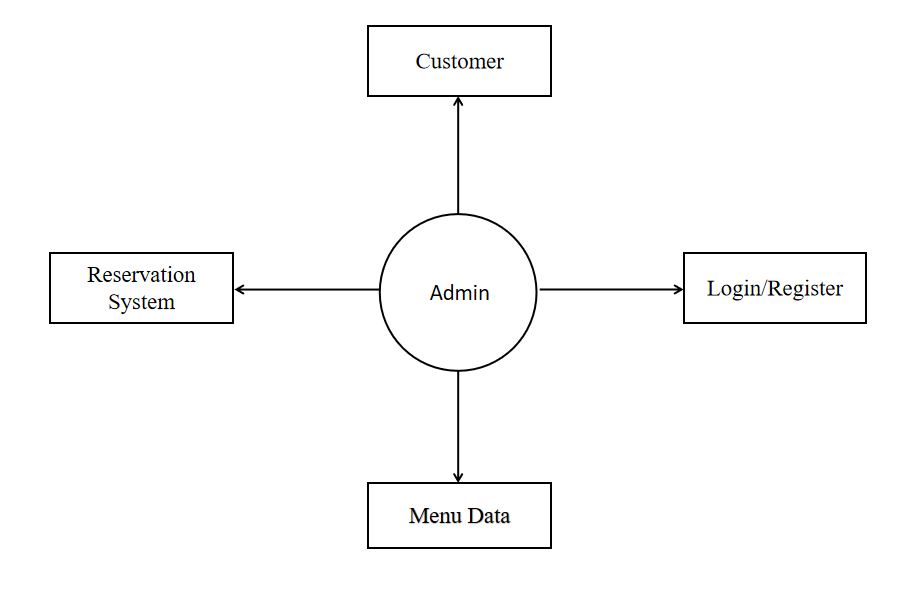 Customer
Reservation
System
Admin
Login/Register
Menu Data